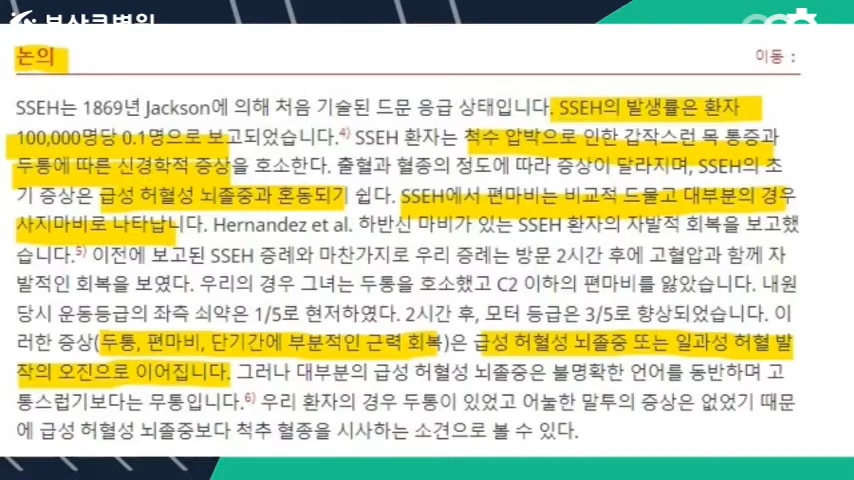 부산큰병원
논의
이동 :
SSEH는 1869년 Jackson에 의해 처음 기술된 드문 응급 상태입니다. SSEH의 발생률은 환자
100,000명당 0.1명으로 보고되었습니다.4) SSEH 환자는 척수 압박으로 인한 갑작스런 목 통증과
두통에 따른 신경학적 증상을 호소한다. 출혈과 혈종의 정도에 따라 증상이 달라지며, SSEH의 초
기 증상은 급성 허혈성 뇌졸중과 혼동되기 쉽다. SSEH에서 편마비는 비교적 드물고 대부분의 경우
사지마비로 나타납니다. Hernandez et al. 하반신 마비가 있는 SSEH 환자의 자발적 회복을 보고했
습니다.5) 이전에 보고된 SSEH 증례와 마찬가지로 우리 증례는 방문 2시간 후에 고혈압과 함께 자
발적인 회복을 보였다. 우리의 경우 그녀는 두통을 호소했고 C2 이하의 편마비를 앓았습니다. 내원
당시 운동등급의 좌측 쇠약은 1/5로 현저하였다. 2시간 후, 모터 등급은 3/5로 향상되었습니다. 이
러한 증상(두통, 편마비, 단기간에 부분적인 근력 회복)은 급성 허혈성 뇌졸중 또는 일과성 허혈 발
작의 오진으로 이어집니다. 그러나 대부분의 급성 허혈성 뇌졸중은 불명확한 언어를 동반하며 고
통스럽기보다는 무통입니다.6) 우리 환자의 경우 두통이 있었고 어눌한 말투의 증상은 없었기 때문
에 급성 허혈성 뇌졸중보다 척추 혈종을 시사하는 소견으로 볼 수 있다.